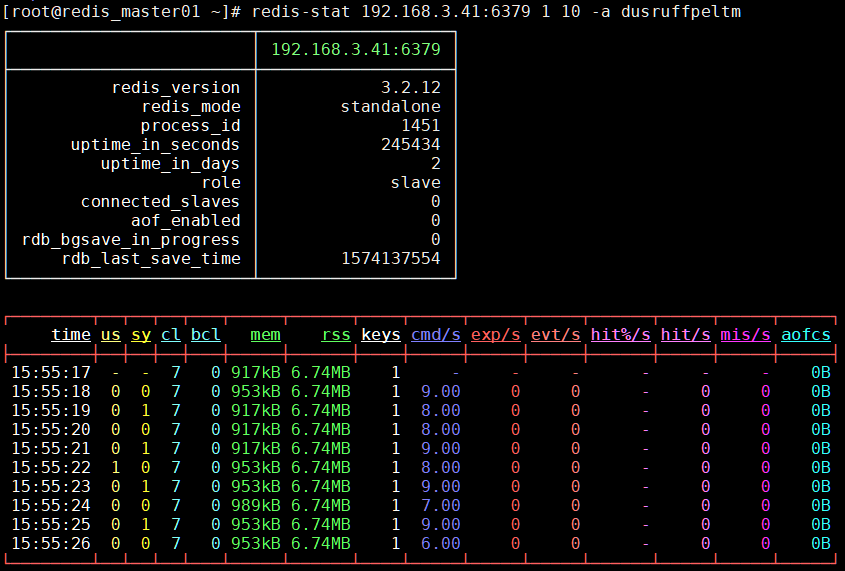 [root@redis_master01 ~]# redis-stat 192.168.3.41:6379 1 10 -a dusruffpeltm
192.168.3.41:6379
redis_version 3.2.12
redis_mode standalone
process_id 1451
uptime_in_seconds 245434
uptime_in_days 2
role slave
connected_slaves 0
aof_enabled 0
rdb_bgsave_in_progress 0
rdb_last_save_time 1574137554
time us sy cl bcl mem rss keys cmd/s exp/s evt/s hit%/s hit/s mis/s aofcs
15:55:17 - - 7 0 917kB 6.74MB 1 - - - - - - 0B
15:55:18 0 0 7 0 953kB 6.74MB 1 9.00 0 0 - 0 0 0B
15:55:19 0 1 7 0 917kB 6.74MB 1 8.00 0 0 - 0 0 0B
15:55:20 0 0 7 0 917kB 6.74MB 1 8.00 0 0 - 0 0 0B
15:55:21 0 1 7 0 917kB 6.74MB 1 9.00 0 0 - 0 0 0B
15:55:22 1 0 7 0 953kB 6.74MB 1 8.00 0 0 - 0 0 0B
15:55:23 0 1 7 0 953kB 6.74MB 1 9.00 0 0 - 0 0 0B
15:55:24 0 0 7 0 989kB 6.74MB 1 7.00 0 0 - 0 0 0B
15:55:25 0 1 7 0 953kB 6.74MB 1 9.00 0 0 - 0 0 0B
15:55:26 0 0 7 0 953kB 6.74MB 1 6.00 0 0 - 0 0 0B